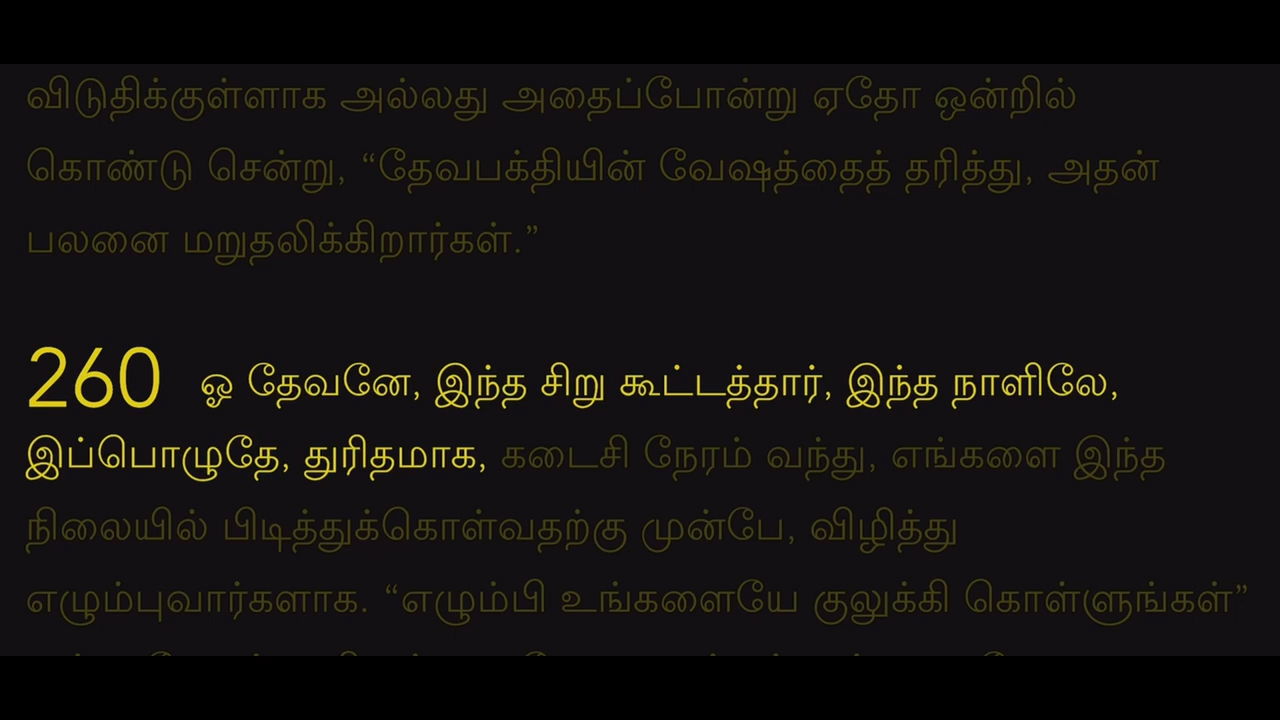 விடுதிக்குள்ளாக அல்லது அதைப்போன்று ஏதோ ஒன்றில்
கொண்டு சென்று, “தேவபக்தியின் வேஷத்தைத் தரித்து, அதன்
பலனை மறுதலிக்கிறார்கள்.”
260 ஓ தேவனே, இந்த சிறு கூட்டத்தார், இந்த நாளிலே,
இப்பொழுதே, துரிதமாக, கடைசி நேரம் வந்து, எங்களை இந்த
நிலையில் பிடித்துக்கொள்வதற்கு முன்பே, விழித்து
எழும்புவார்களாக. “எழும்பி உங்களையே குலுக்கி கொள்ளுங்கள்”